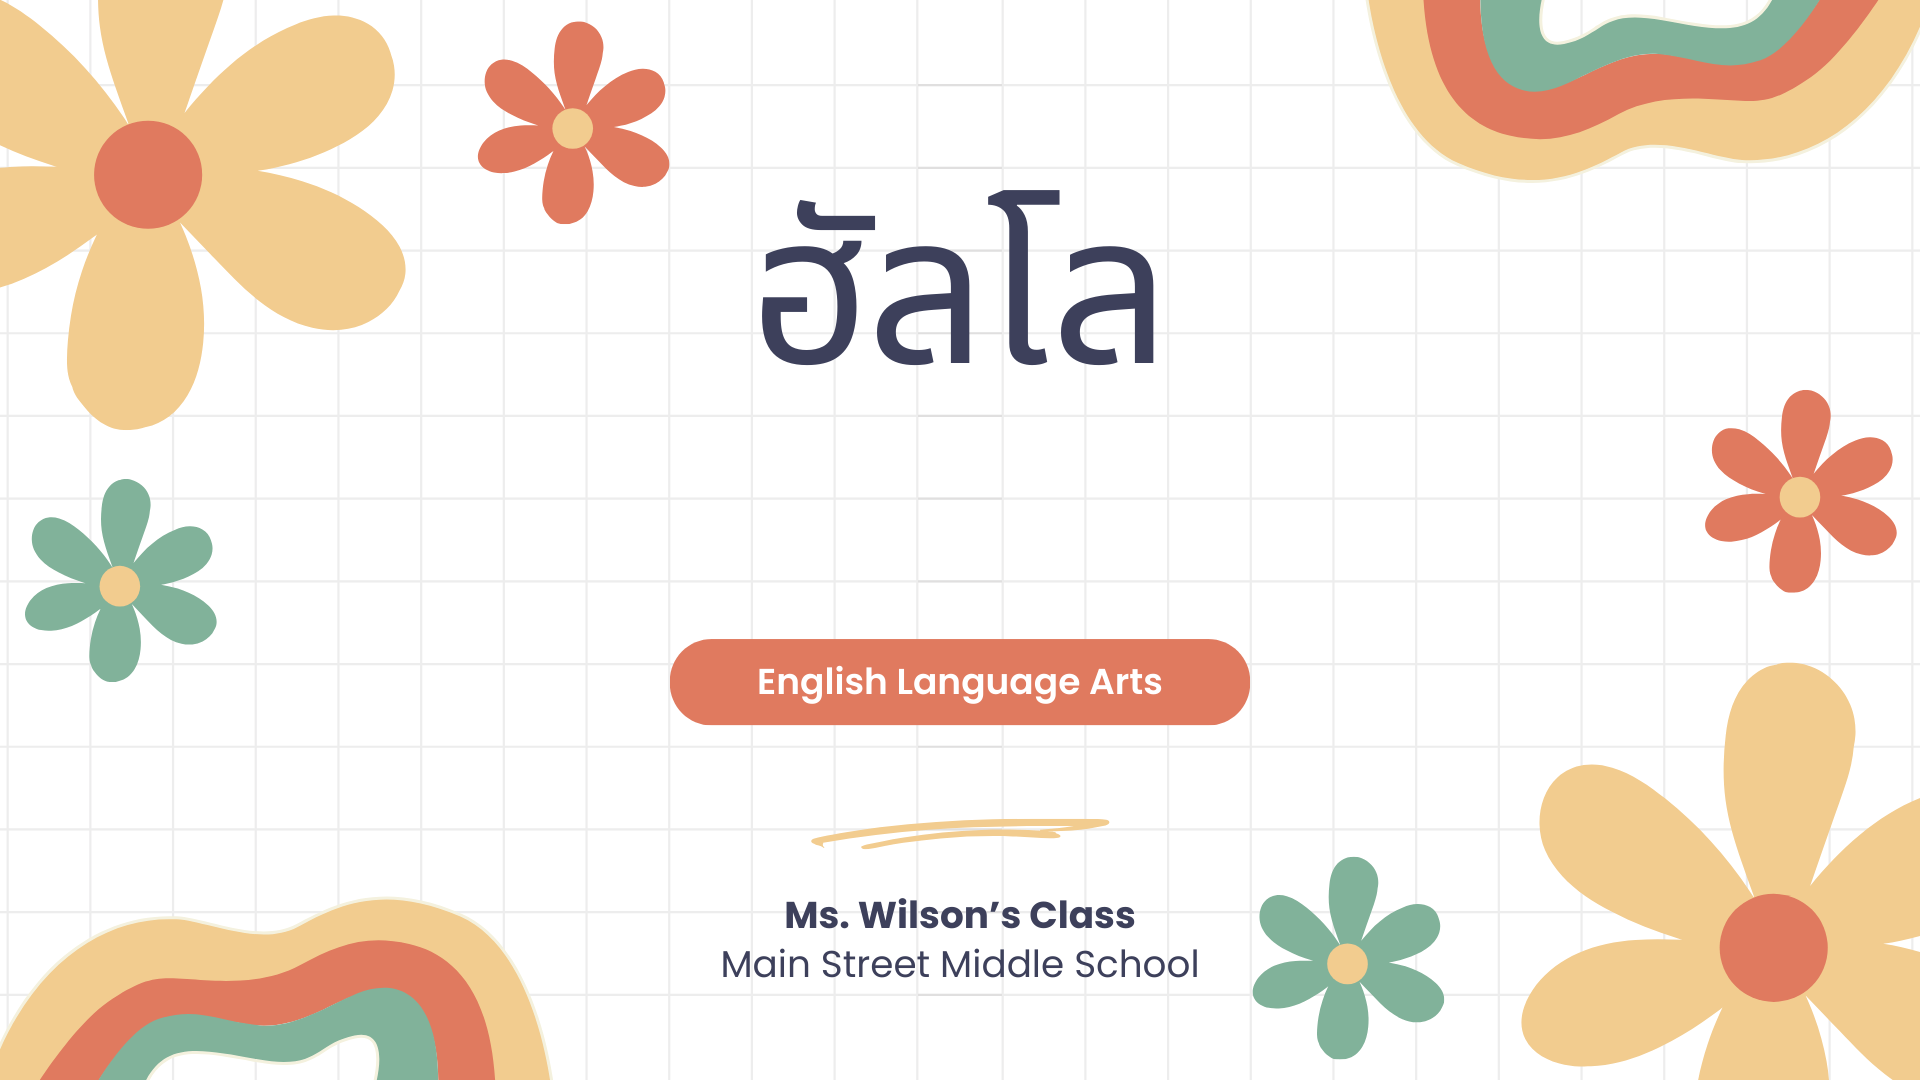 ฮัลโล
English Language Arts
Ms. Wilson’s Class
Main Street Middle School